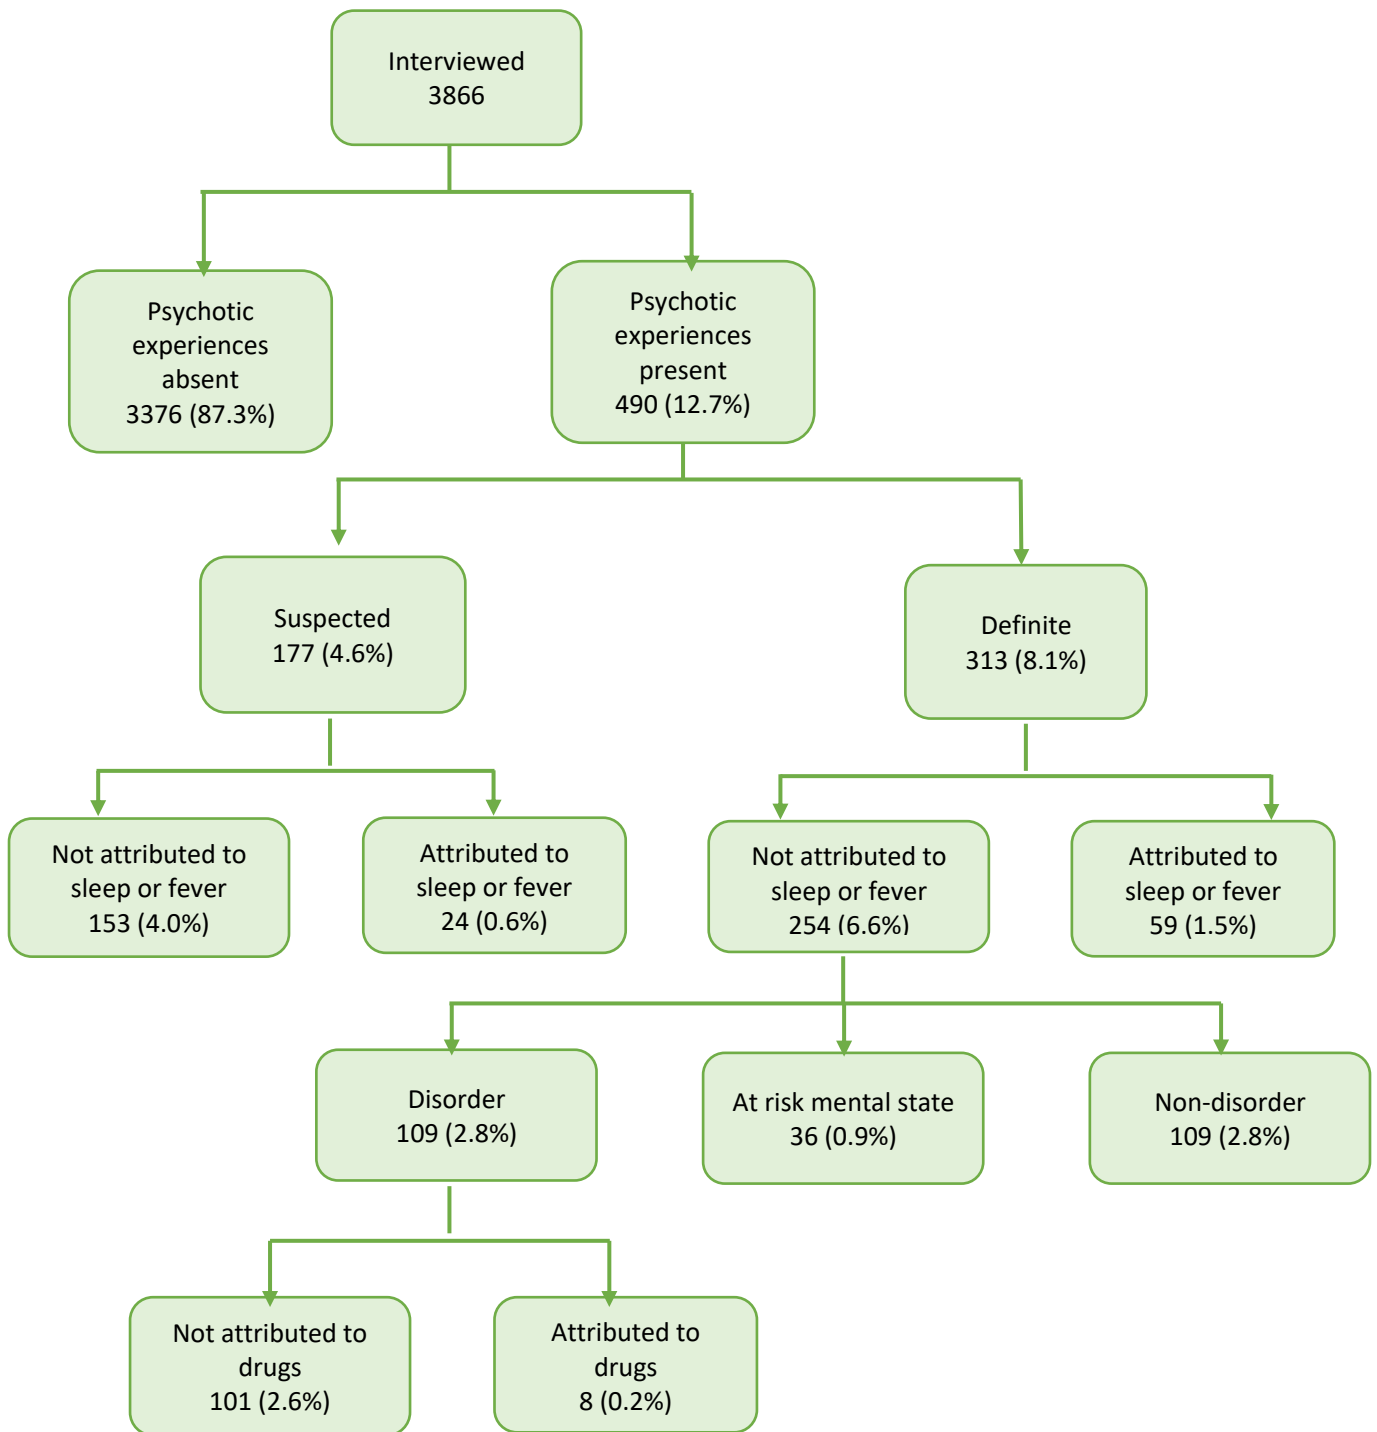 Interviewed
3866
Psychotic
experiences
absent
3376 (87.3%)
Psychotic
experiences
present
490 (12.7%)
Suspected
177 (4.6%)
Definite
313 (8.1%)
Not attributed to
sleep or fever
153 (4.0%)
Attributed to
sleep or fever
24 (0.6%)
Not attributed to
sleep or fever
254 (6.6%)
Attributed to
sleep or fever
59 (1.5%)
Disorder
109 (2.8%)
At risk mental state
36 (0.9%)
Non-disorder
109 (2.8%)
Not attributed to
drugs
101 (2.6%)
Attributed to
drugs
8 (0.2%)